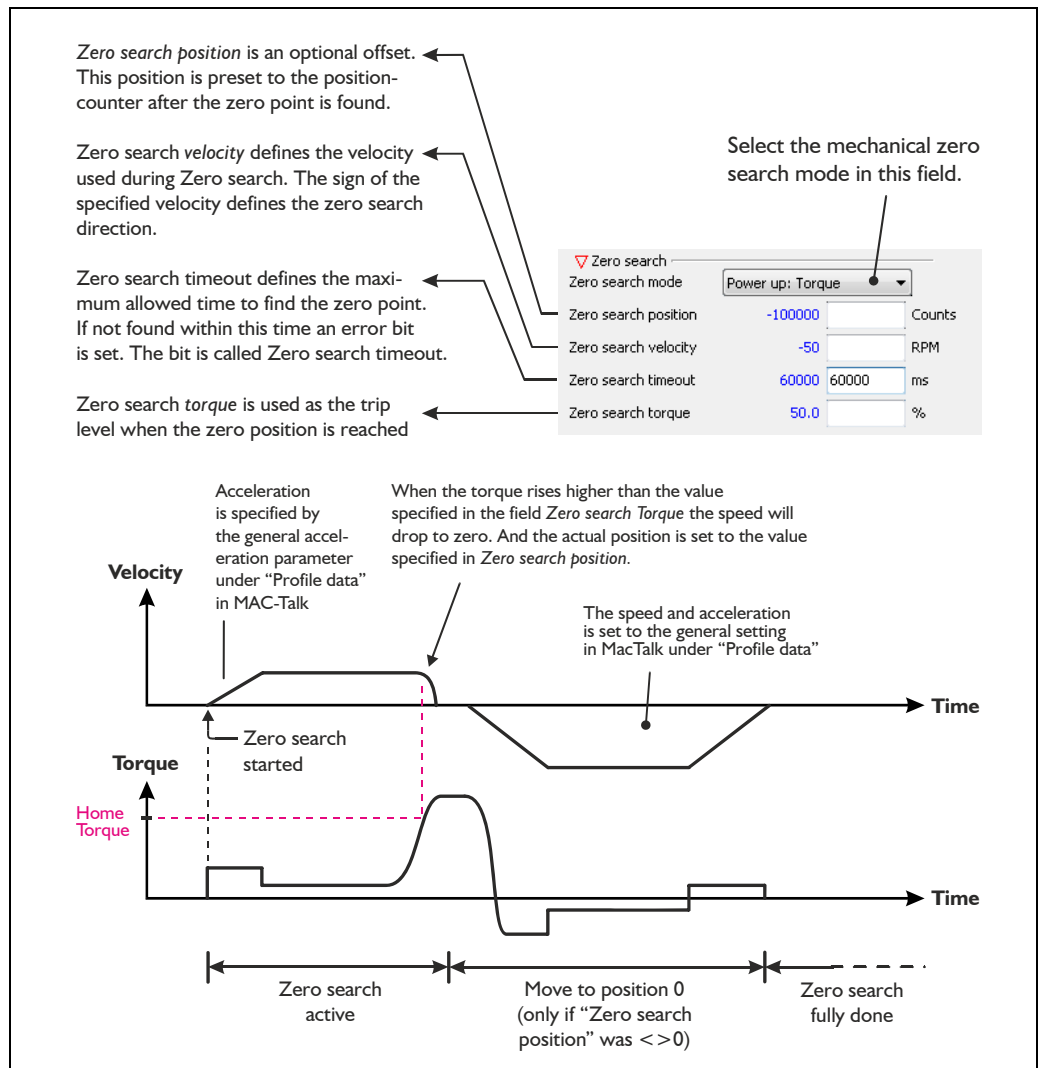 Zero search position is an optional offset.
This position is preset to the position-
counter after the zero point is found.
Zero search velocity defines the velocity
used during Zero search. The sign of the
specified velocity defines the zero search
direction.
Zero search timeout defines the maxi-
mum allowed time to find the zero point.
If not found within this time an error bit
is set. The bit is called Zero search timeout.
Zero search torque is used as the trip
level when the zero position is reached
Select the mechanical zero
search mode in this field.
Zero search
Zero search mode Power up: Torque
Zero search position -100000 Counts
Zero search velocity -50 RPM
Zero search timeout 60000 60000 ms
Zero search torque 50.0 %
Acceleration
is specified by
the general accel-
eration parameter
under “Profile data”
in MAC-Talk
When the torque rises higher than the value
specified in the field Zero search Torque the speed will
drop to zero. And the actual position is set to the value
specified in Zero search position.
Velocity
The speed and acceleration
is set to the general setting
in MacTalk under “Profile data”
Time
Zero search
started
Torque
Home
Torque
Time
Zero search
active
Move to position 0
(only if “Zero search
position” was <>0)
Zero search
fully done